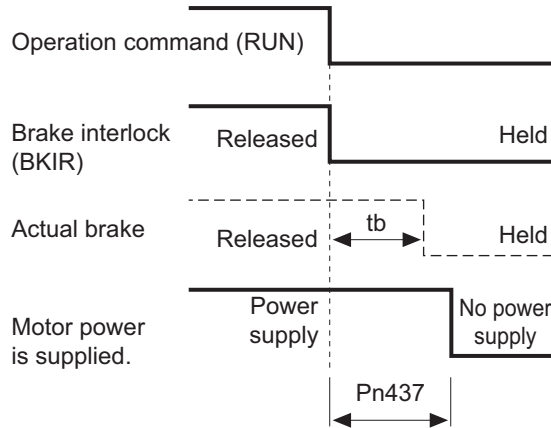 Operation command (RUN)
Brake interlock
(BKIR)
Released
Held
Actual brake
Released
tb
Held
Motor power
is supplied.
Power
supply
No power
supply
Pn437